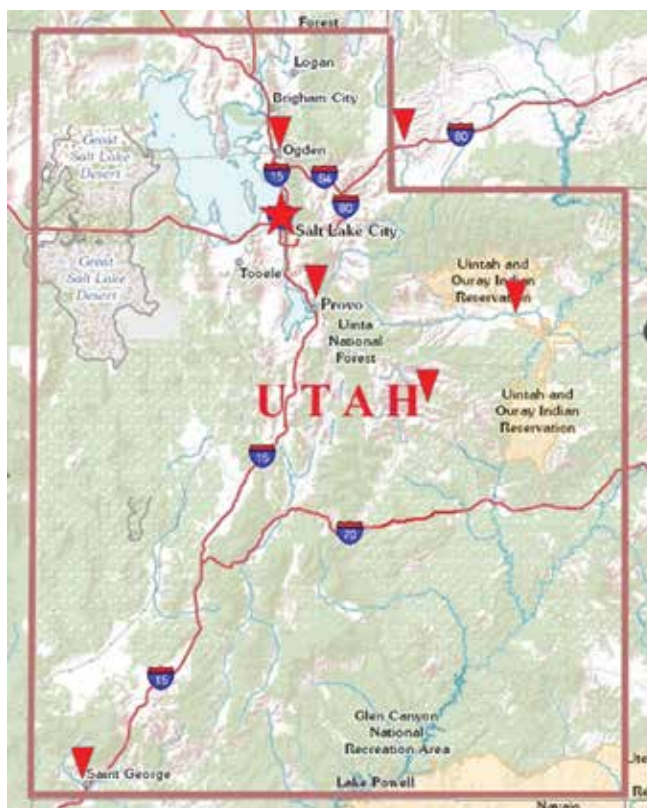 Forest
Logan
Brigham City
Great
Salt Lake
Desert
Ogden
80
15
84
80
Salt Lake City
Great
Salt Lake
Desert
Tooele
Uintah and
Ouray Indian
Reservation
Provo
Uinta
National
Forest
UTAH
Uintah and
Ouray Indian
Reservation
15
70
15
Glen Canyon
National
Recreation Area
Saint George
Lake Powell
Ute
Navajo